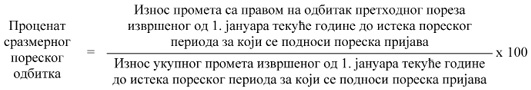 Проценат
сразмерног
пореског
одбитка
=
Износ промета са правом на одбитак претходног пореза
извршеног од 1. јануара текуће године до истека пореског
периода за који се подноси пореска пријава
Износ укупног промета извршеног од 1. јануара текуће године
до истека пореског периода за који се подноси пореска пријава
x 100